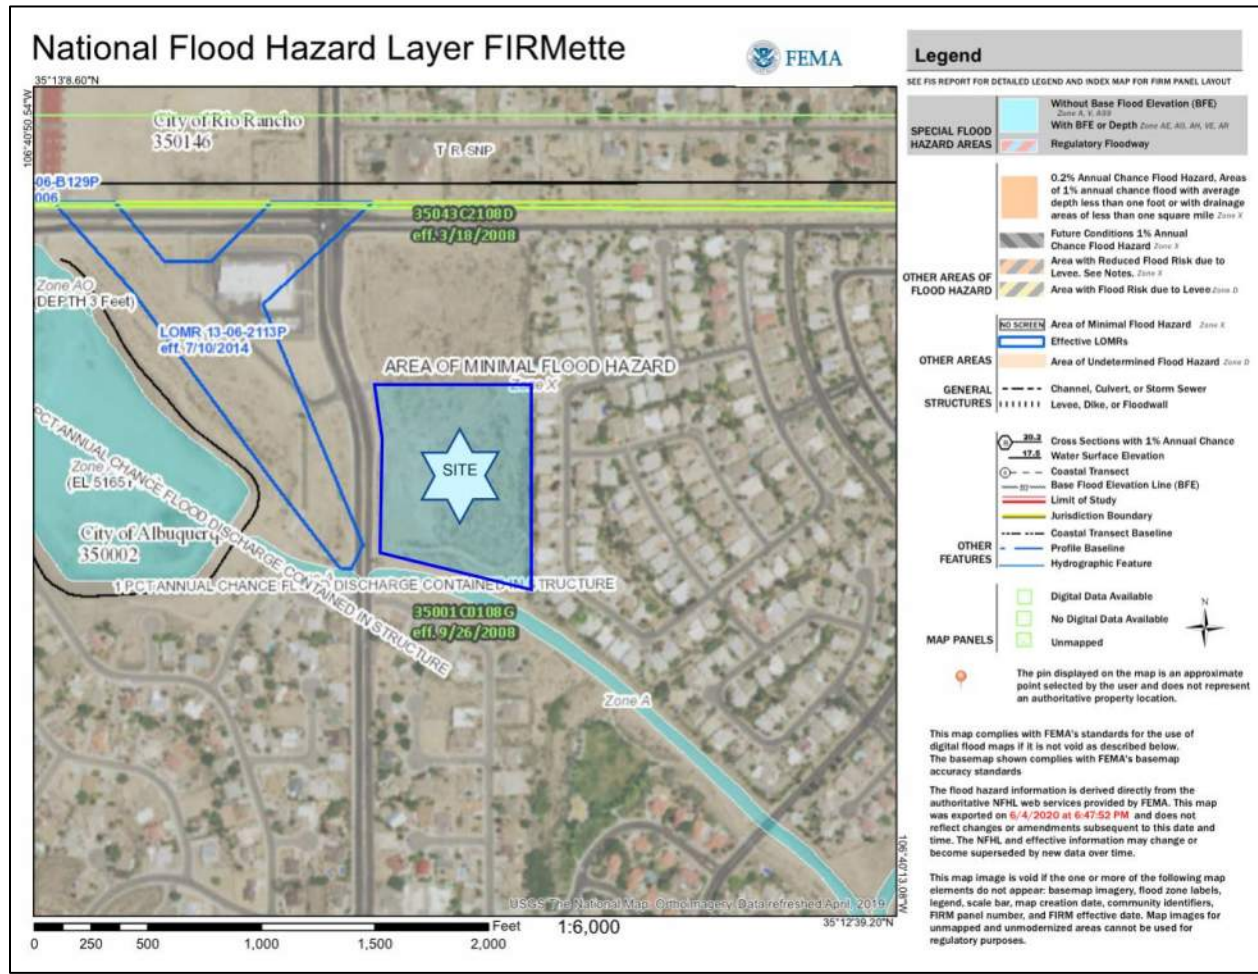 National Flood Hazard Layer FIRMette
FEMA
35°13'8.60"N
106°40'50.54"W
City of Rio Rancho
350146
T R. SNP
06-B129P
006
35043C2108D
eff. 3/18/2008
Zone AO
(DEPTH 3 Feet)
LOMR 13-06-2113P
eff. 7/10/2014
AREA OF MINIMAL FLOOD HAZARD
Zone X
SITE
PCT ANNUAL CHANCE FLOOD DISCHARGE CONTAINED IN STRUCTURE
Zone
(EL 5165
City of Albuquerq
350002
1 PCT ANNUAL CHANCE FL DISCHARGE CONTAINED IN STRUCTURE
35001C0108G
eff. 9/26/2008
Zone A
USGS The National Map: Orthoimagery. Data refreshed April, 2019
106°40'13.08"W
35°12'39.20"N
Feet
1:6,000
0 250 500 1,000 1,500 2,000
Legend
SEE FIS REPORT FOR DETAILED LEGEND AND INDEX MAP FOR FIRM PANEL LAYOUT
SPECIAL FLOOD
HAZARD AREAS
Without Base Flood Elevation (BFE)
Zone A, V, A99
With BFE or Depth Zone AE, AO, AH, VE, AR
Regulatory Floodway
0.2% Annual Chance Flood Hazard, Areas
of 1% annual chance flood with average
depth less than one foot or with drainage
areas of less than one square mile Zone X
Future Conditions 1% Annual
Chance Flood Hazard Zone X
OTHER AREAS OF
FLOOD HAZARD
Area with Reduced Flood Risk due to
Levee. See Notes. Zone X
Area with Flood Risk due to Levee Zone D
NO SCREEN Area of Minimal Flood Hazard Zone X
Effective LOMRs
OTHER AREAS
Area of Undetermined Flood Hazard Zone D
GENERAL
STRUCTURES
Channel, Culvert, or Storm Sewer
Levee, Dike, or Floodwall
B 20.2 Cross Sections with 1% Annual Chance
17.5 Water Surface Elevation
Coastal Transect
Base Flood Elevation Line (BFE)
Limit of Study
Jurisdiction Boundary
Coastal Transect Baseline
OTHER
FEATURES
Profile Baseline
Hydrographic Feature
Digital Data Available
No Digital Data Available
MAP PANELS
Unmapped
N
The pin displayed on the map is an approximate
point selected by the user and does not represent
an authoritative property location.
This map complies with FEMA's standards for the use of
digital flood maps if it is not void as described below.
The basemap shown complies with FEMA's basemap
accuracy standards
The flood hazard information is derived directly from the
authoritative NFHL web services provided by FEMA. This map
was exported on 6/4/2020 at 6:47:52 PM and does not
reflect changes or amendments subsequent to this date and
time. The NFHL and effective information may change or
become superseded by new data over time.
This map image is void if the one or more of the following map
elements do not appear: basemap imagery, flood zone labels,
legend, scale bar, map creation date, community identifiers,
FIRM panel number, and FIRM effective date. Map images for
unmapped and unmodernized areas cannot be used for
regulatory purposes.